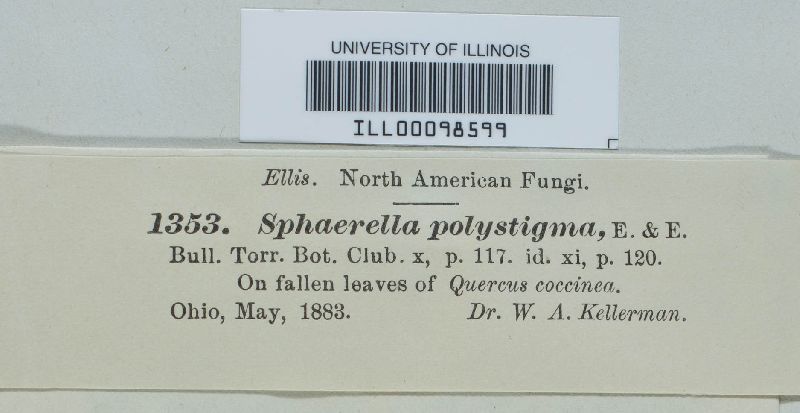 UNIVERSITY OF ILLINOIS
ILL00098599
Ellis. North American Fungi.
1353. Sphaerella polystigma, E. & E.
Bull. Torr. Bot. Club. x, p. 117. id. xi, p. 120.
On fallen leaves of Quercus coccinea.
Ohio, May, 1883. Dr. W. A. Kellerman.